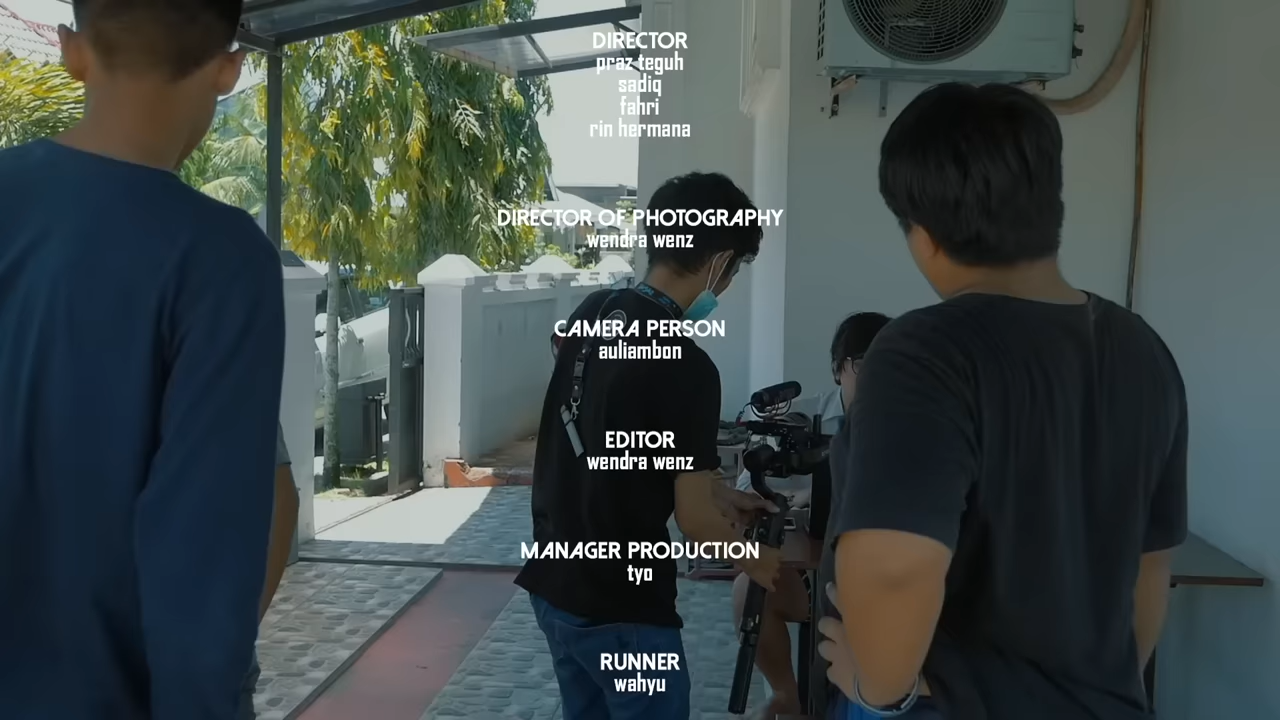 DIRECTOR
praz teguh
sadiq
fahri
rin hermana
DIRECTOR OF PHOTOGRAPHY
wendra wenz
CAMERA PERSON
auliambon
EDITOR
wendra wenz
MANAGER PRODUCTION
tyo
RUNNER
wahyu